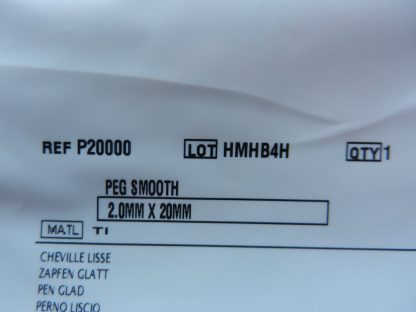 REF P20000 LOT HMHB4H QTY 1
PEG SMOOTH
2.0MM X 20MM
MATL TI
CHEVILLE LISSE
ZAPFEN GLATT
PEN GLAD
PERNO LISCIO